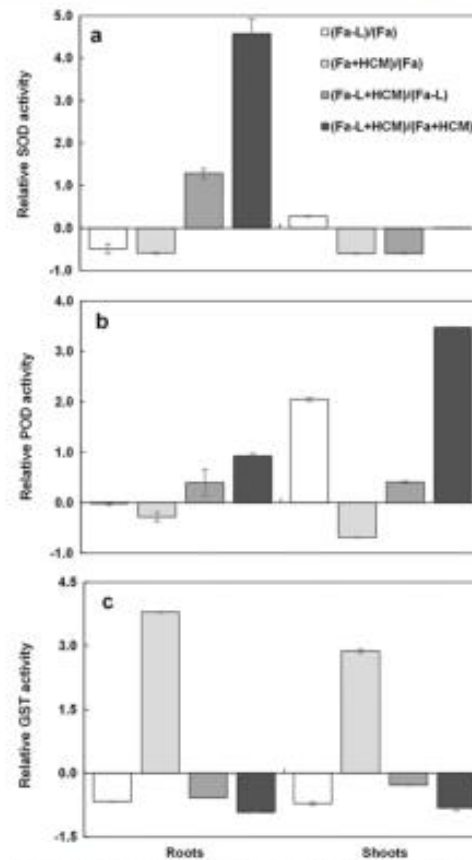 a
(Fa-L)/(Fa)
(Fa+HCM)/(Fa)
(Fa-L+HCM)/(Fa-L)
(Fa-L+HCM)/(Fa+HCM)
Relative SOD activity
5.0
4.0
3.0
2.0
1.0
0.0
-1.0
b
Relative POD activity
4.0
3.0
2.0
1.0
0.0
-1.0
c
Relative GST activity
4.5
3.0
1.5
0.0
-1.5
Roots Shoots